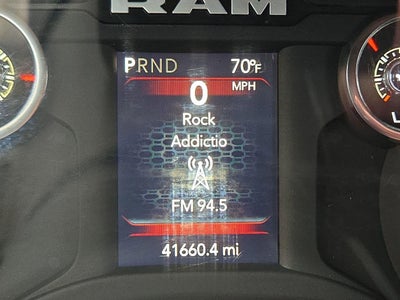 RAM
PRND 70°F
0 MPH
Rock
Addictio
FM 94.5
41660.4 mi
L